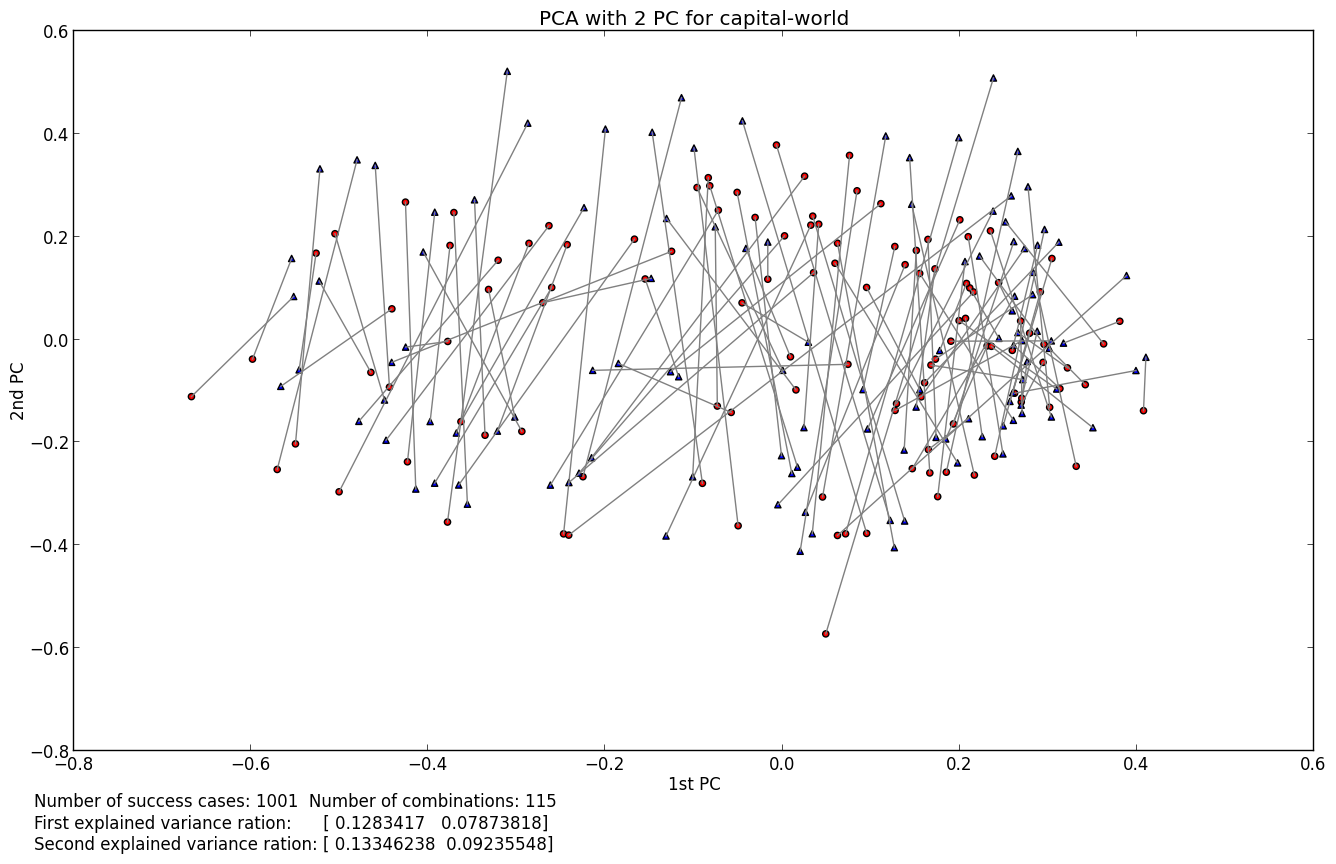 PCA with 2 PC for capital-world
0.6
0.4
0.2
0.0
−0.2
−0.4
−0.6
−0.8
2nd PC
−0.8 −0.6 −0.4 −0.2 0.0 0.2 0.4 0.6
1st PC
Number of success cases: 1001 Number of combinations: 115
First explained variance ration: [ 0.1283417 0.07873818]
Second explained variance ration: [ 0.13346238 0.09235548]